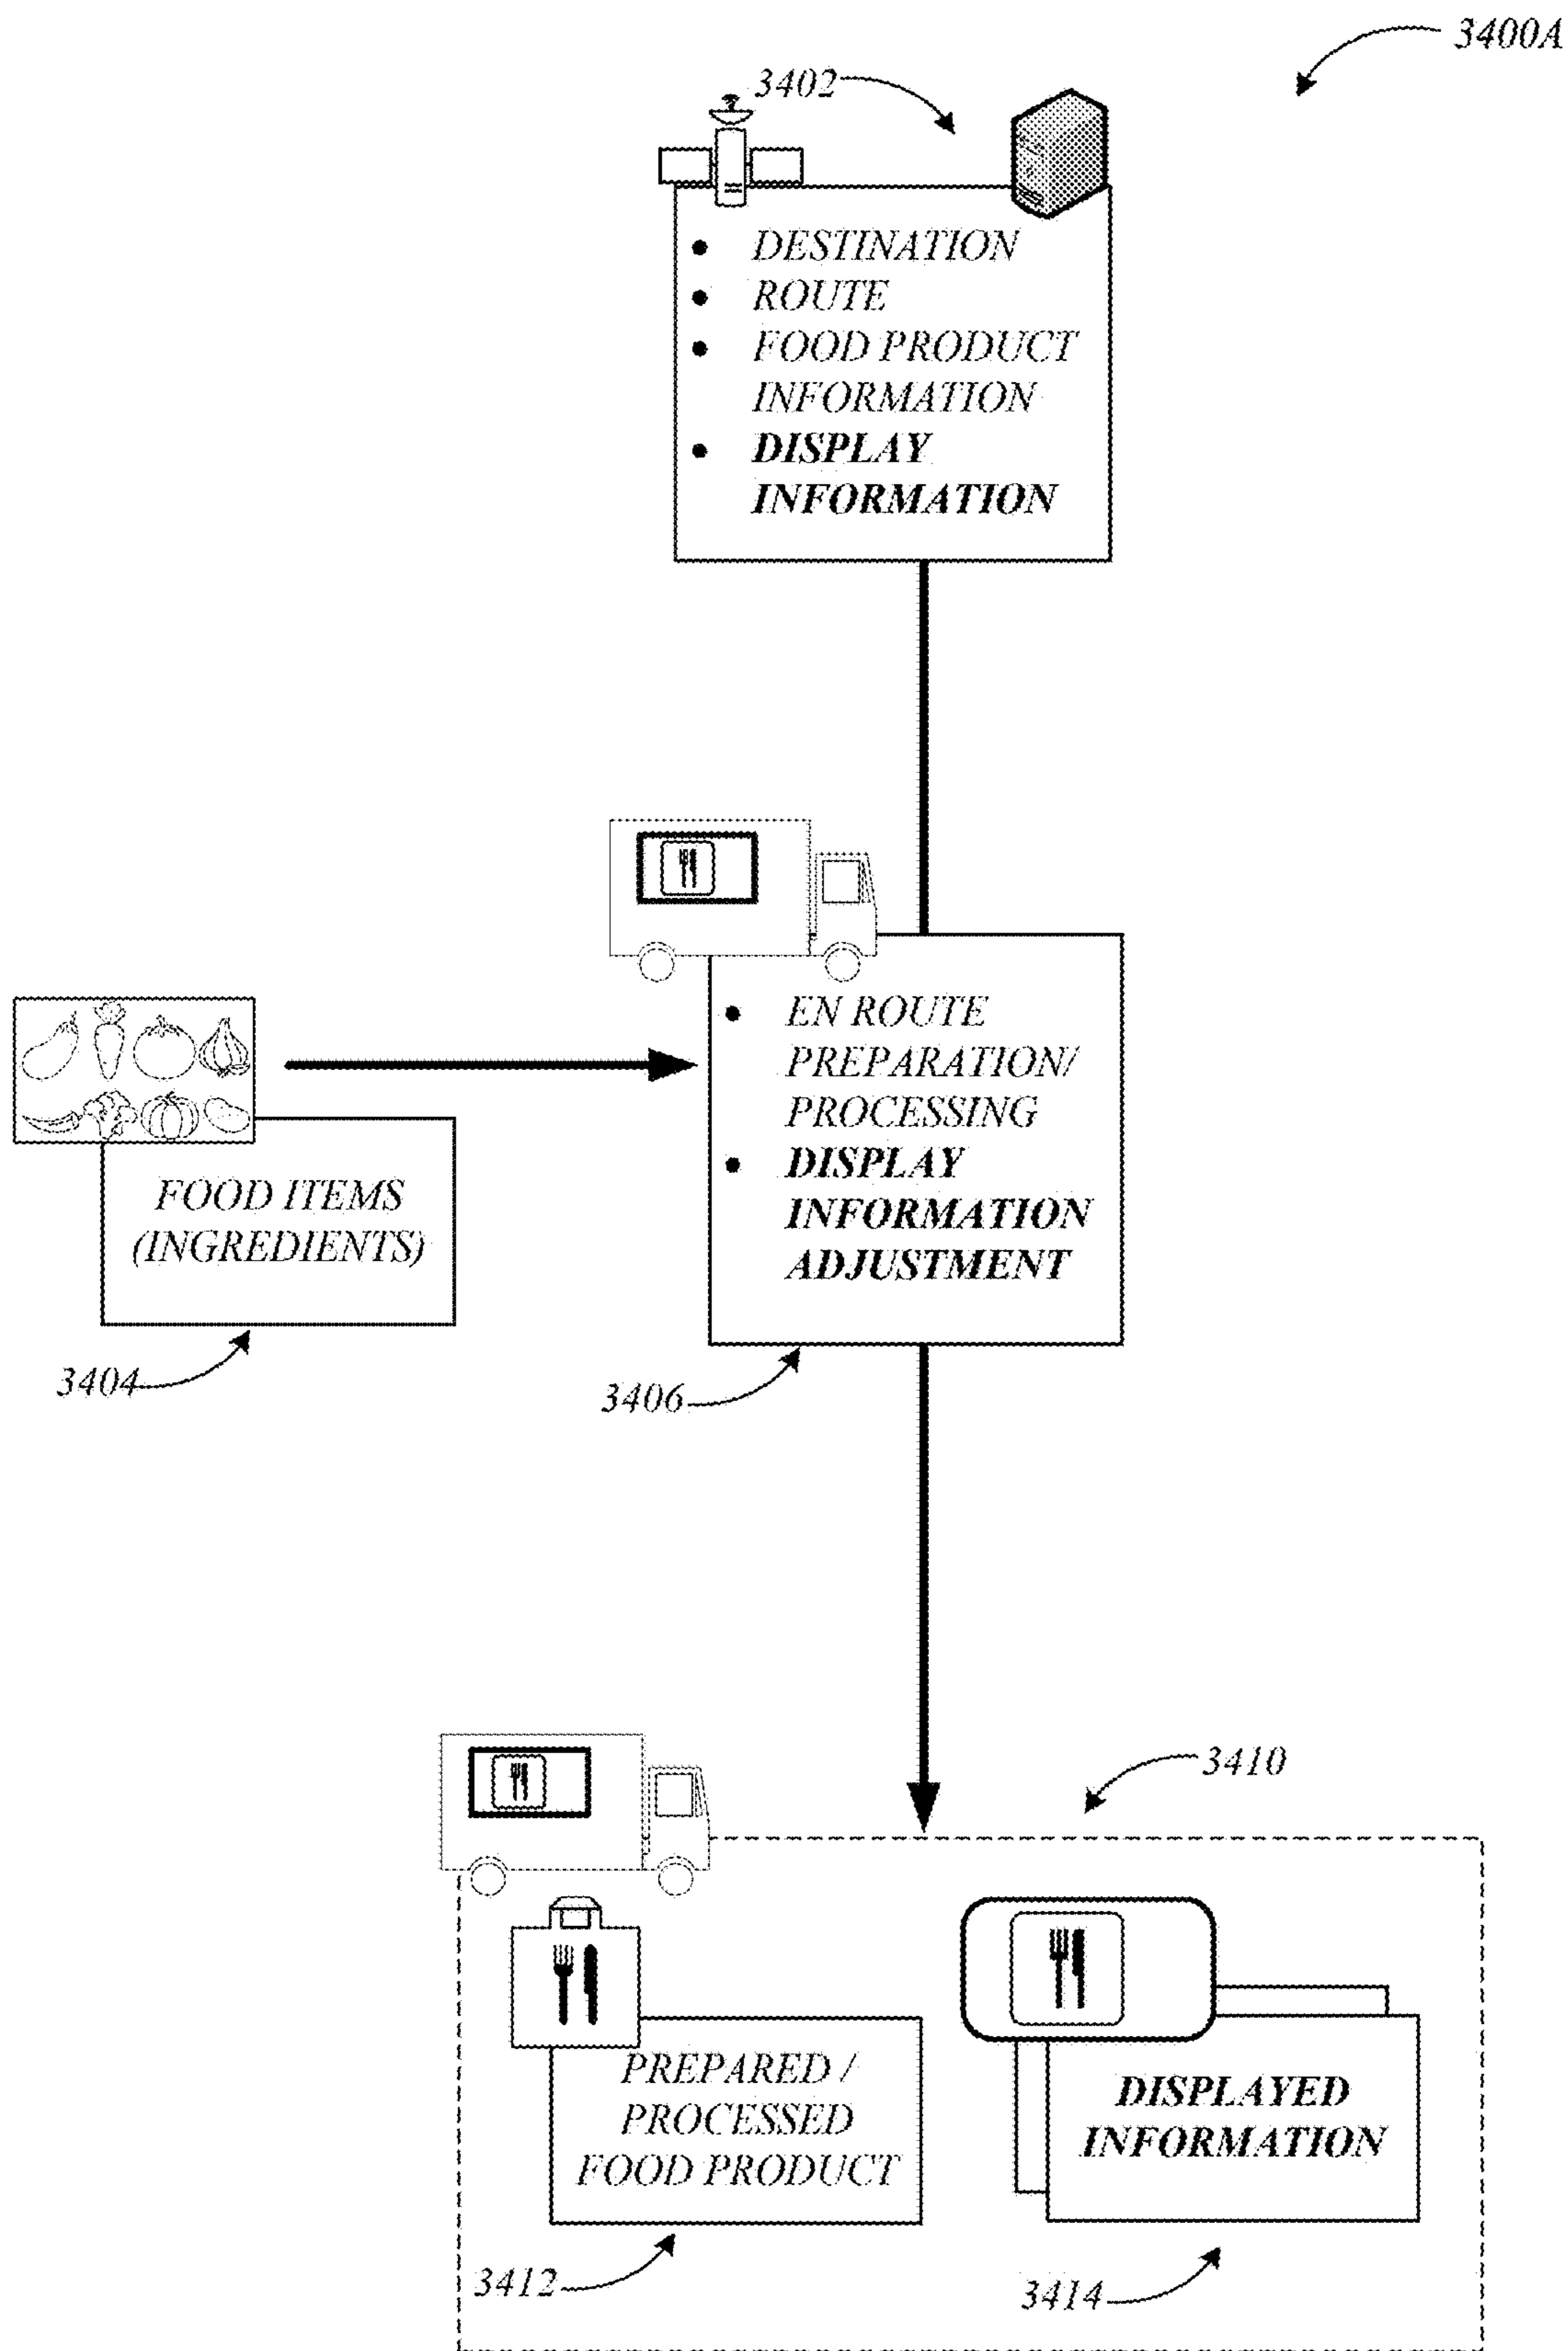 3400A
3402
• DESTINATION
• ROUTE
• FOOD PRODUCT
INFORMATION
• DISPLAY
INFORMATION
• EN ROUTE
PREPARATION/
PROCESSING
• DISPLAY
INFORMATION
ADJUSTMENT
FOOD ITEMS
(INGREDIENTS)
3404
3406
3410
PREPARED /
PROCESSED
FOOD PRODUCT
DISPLAYED
INFORMATION
3412
3414